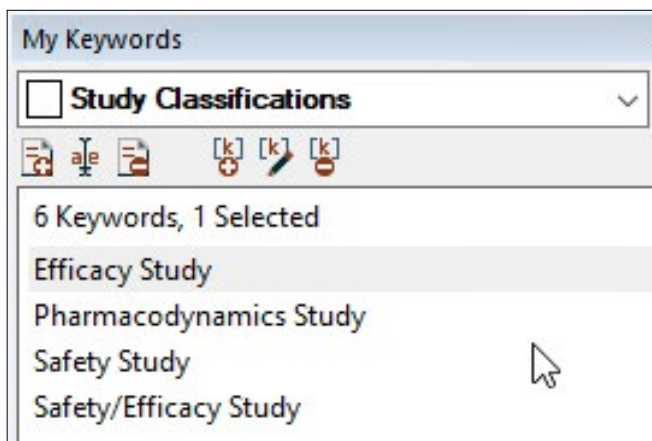 My Keywords
Study Classifications
a e
[k] [k] [k]
6 Keywords, 1 Selected
Efficacy Study
Pharmacodynamics Study
Safety Study
Safety/Efficacy Study